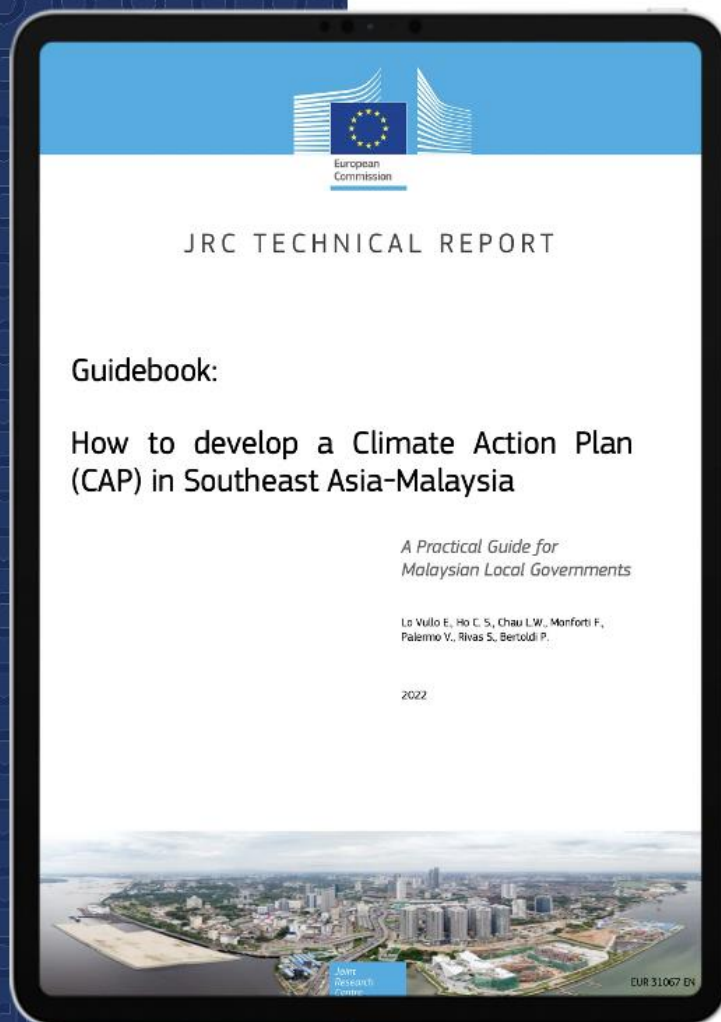 European
Commission
JRC TECHNICAL REPORT
Guidebook:
How to develop a Climate Action Plan
(CAP) in Southeast Asia-Malaysia
A Practical Guide for
Malaysian Local Governments
Lo Vullo E., Ho C. S., Chau L.W., Monforti F.,
Palermo V., Rivas S., Bertoldi P.
2022
Joint
Research
Centre
EUR 31067 EN